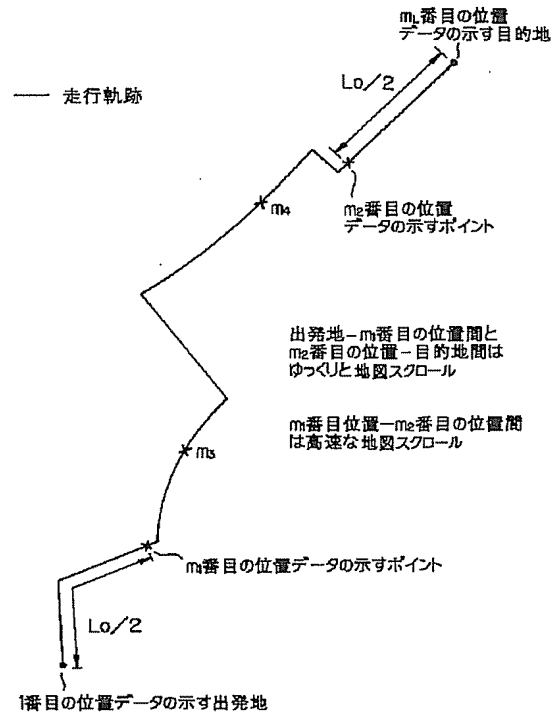 mL番目の位置
データの示す目的地
Lo/2
走行軌跡
m2番目の位置
データの示すポイント
m4
出発地-m1番目の位置間と
m2番目の位置-目的地間は
ゆっくりと地図スクロール
m1番目位置-m2番目の位置間
は高速な地図スクロール
m3
m1番目の位置データの示すポイント
Lo/2
1番目の位置データの示す出発地